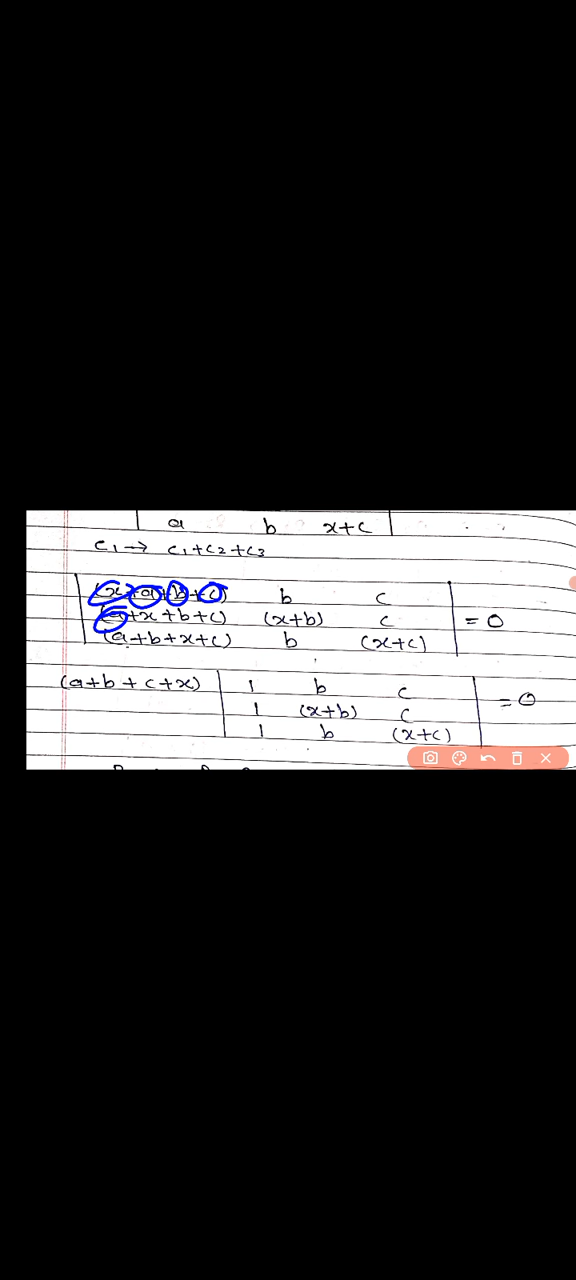 a b x+c
C₁ → C₁+C₂+C₃
(x+a+b+c) b c
(a+x+b+c) (x+b) c = 0
(a+b+x+c) b (x+c)
(a+b+c+x) 1 b c = 0
1 (x+b) c
1 b (x+c)